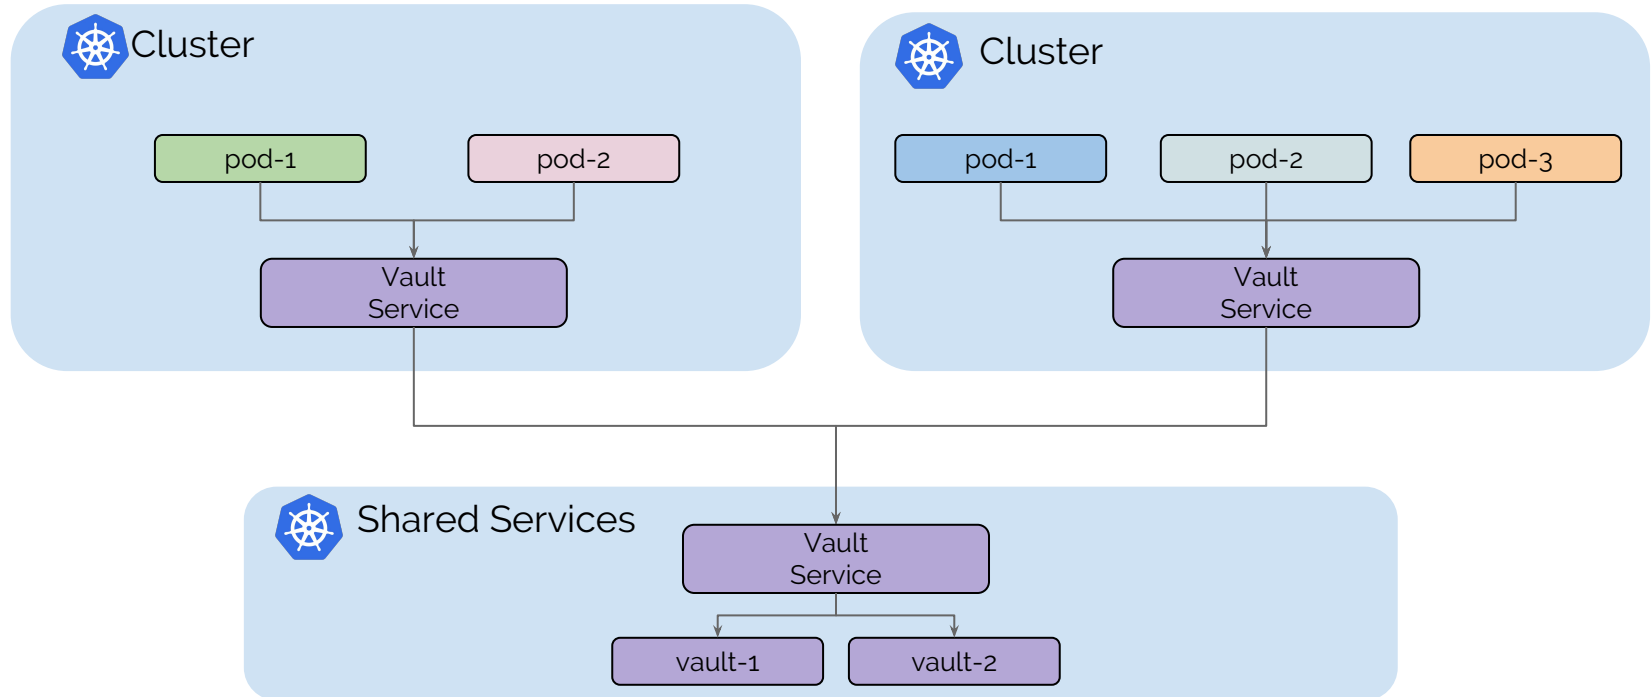 Cluster
Cluster
pod-1
pod-2
pod-1
pod-2
pod-3
Vault
Service
Vault
Service
Shared Services
Vault
Service
vault-1
vault-2